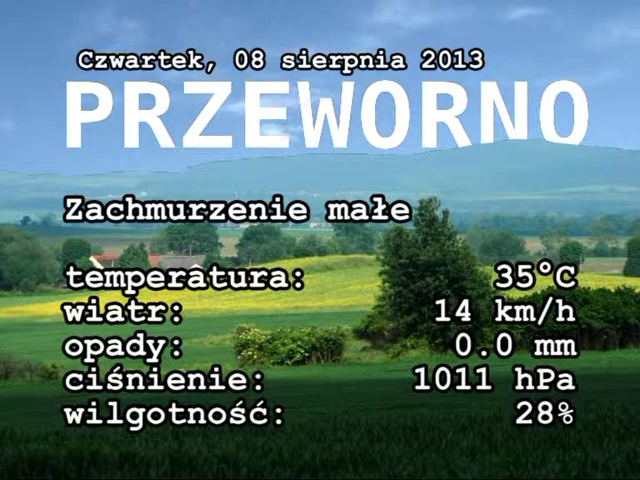 Czwartek, 08 sierpnia 2013
PRZEWORNO
Zachmurzenie małe
temperatura: 35°C
wiatr: 14 km/h
opady: 0.0 mm
ciśnienie: 1011 hPa
wilgotność: 28%